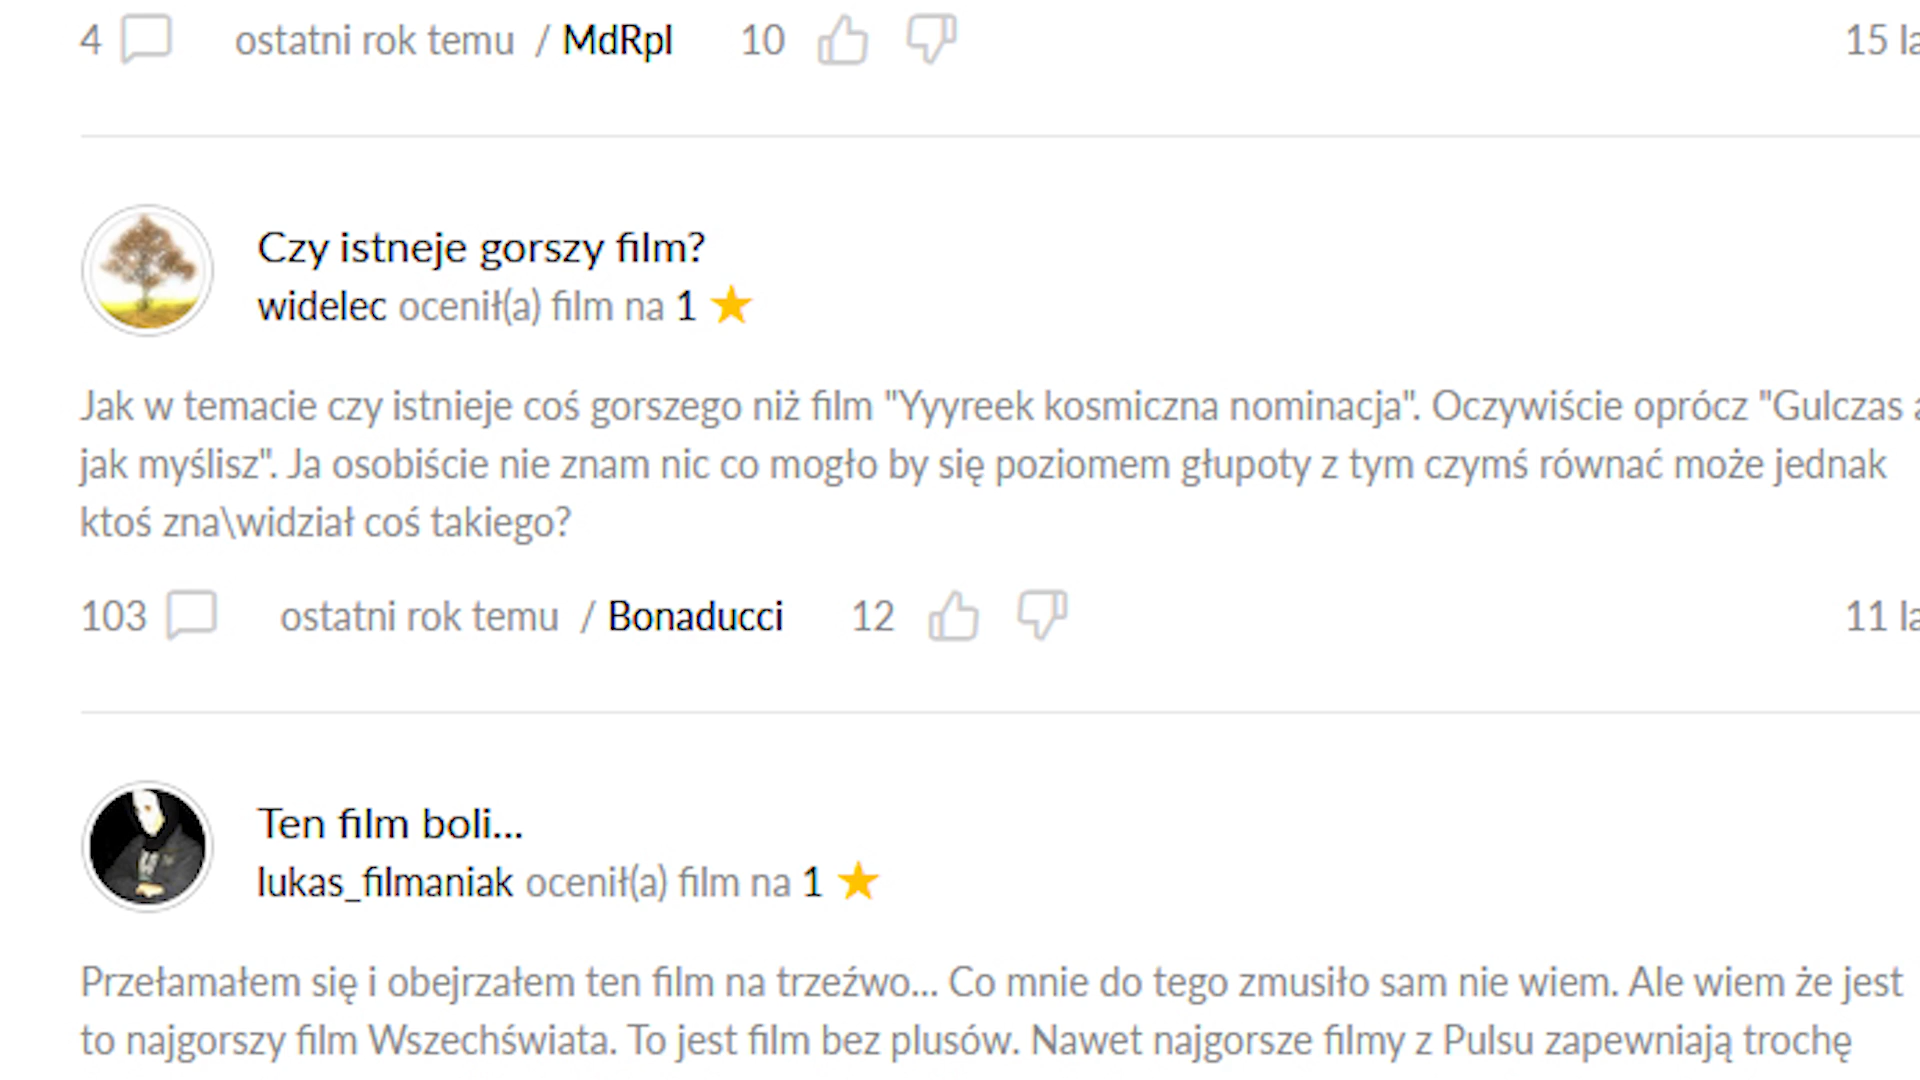 4 ostatni rok temu / MdRpl 10 15 la
Czy istneje gorszy film?
widelec ocenił(a) film na 1
Jak w temacie czy istnieje coś gorszego niż film "Yyyreek kosmiczna nominacja". Oczywiście oprócz "Gulczas a
jak myślisz". Ja osobiście nie znam nic co mogło by się poziomem głupoty z tym czymś równać może jednak
ktoś zna\widział coś takiego?
103 ostatni rok temu / Bonaducci 12 11 la
Ten film boli...
lukas_filmaniak ocenił(a) film na 1
Przełamałem się i obejrzałem ten film na trzeźwo... Co mnie do tego zmusiło sam nie wiem. Ale wiem że jest
to najgorszy film Wszechświata. To jest film bez plusów. Nawet najgorsze filmy z Pulsu zapewniają trochę